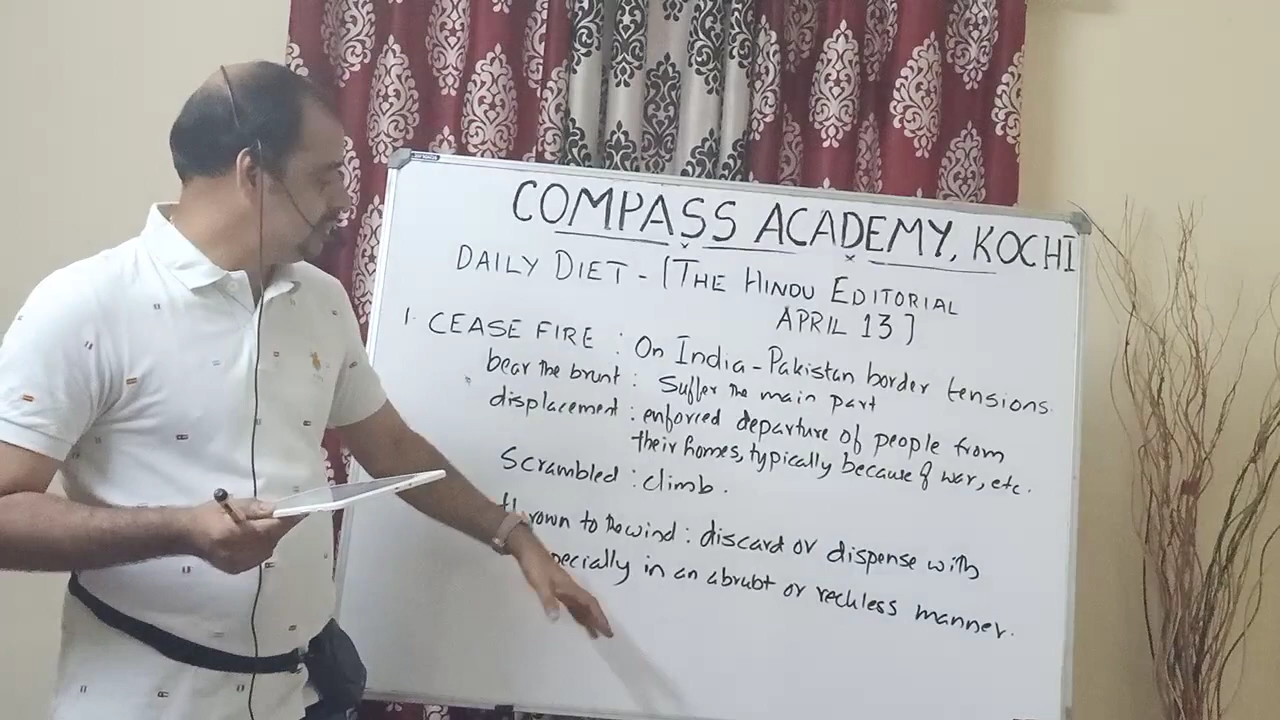 COMPASS ACADEMY, KOCHI
DAILY DIET - [THE HINDU EDITORIAL
APRIL 13]
1. CEASE FIRE : On India-Pakistan border tensions.
bear the brunt : Suffer the main part
displacement : enforced departure of people from
their homes, typically because of war, etc.
Scrambled : climb.
thrown to the wind : discard or dispense with
especially in an abrubt or reckless manner.